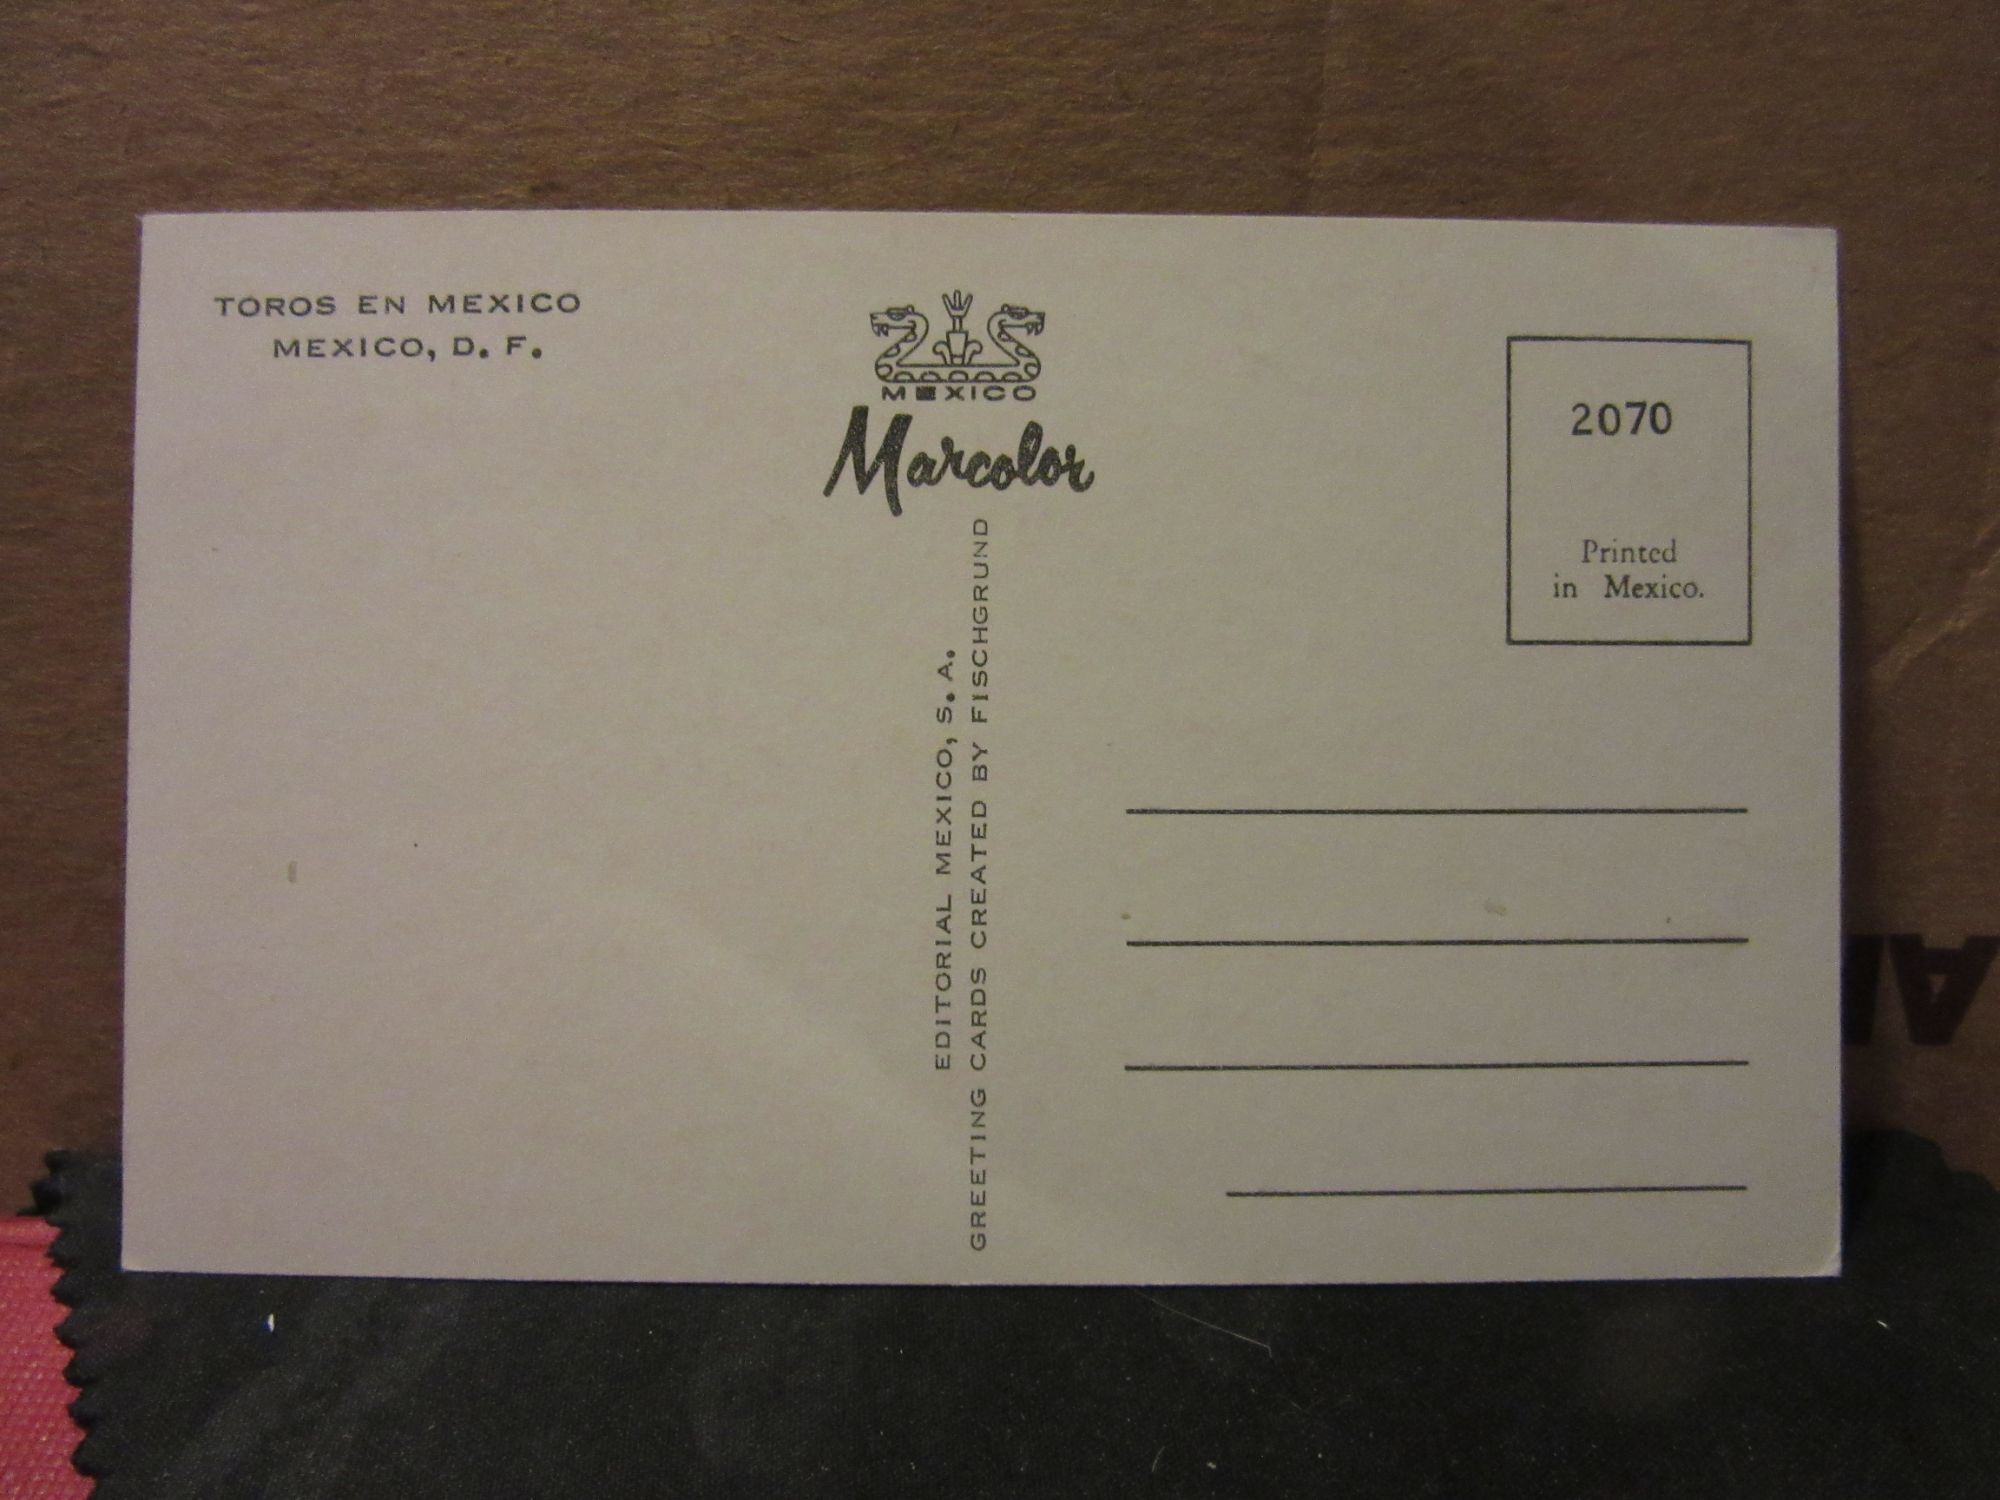 TOROS EN MEXICO
MEXICO, D. F.
MEXICO
Marcolor
EDITORIAL MEXICO, S. A.
GREETING CARDS CREATED BY FISCHGRUND
2070
Printed
in Mexico.